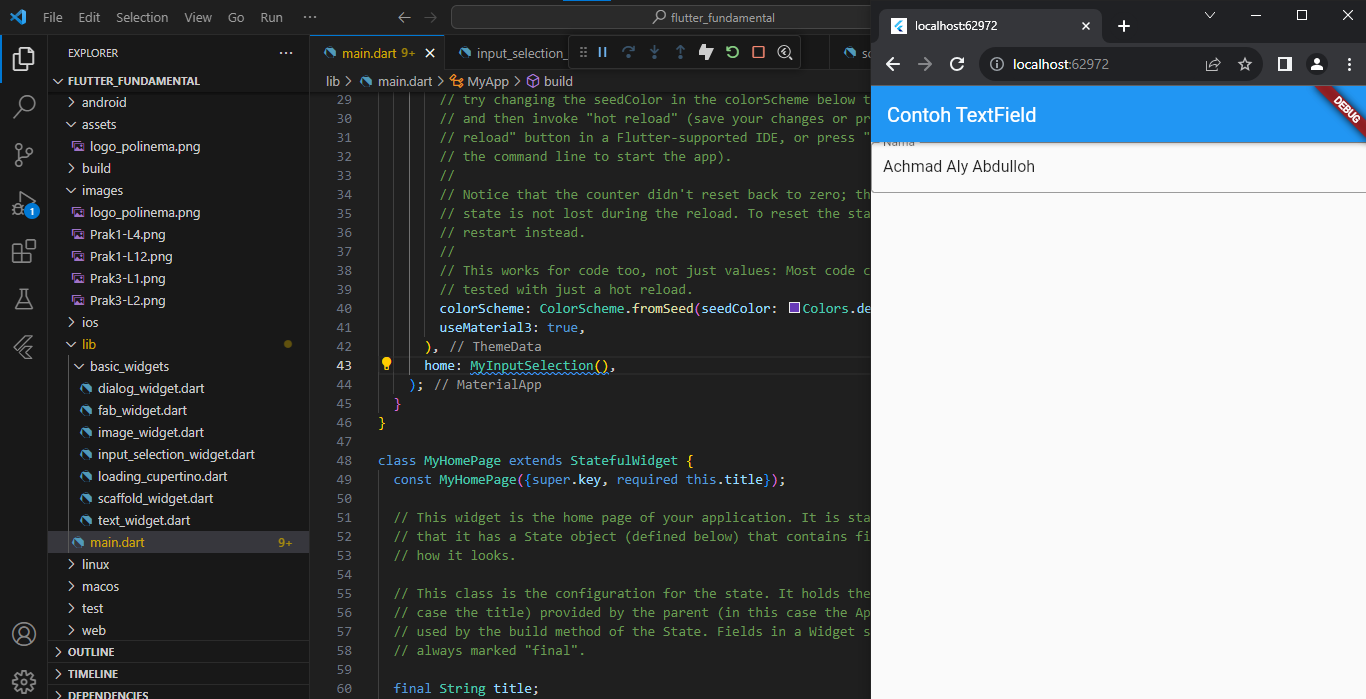 File Edit Selection View Go Run ···
flutter_fundamental
EXPLORER ···
FLUTTER_FUNDAMENTAL
android
assets
logo_polinema.png
build
images
logo_polinema.png
Prak1-L4.png
Prak1-L12.png
Prak3-L1.png
Prak3-L2.png
ios
lib
basic_widgets
dialog_widget.dart
fab_widget.dart
image_widget.dart
input_selection_widget.dart
loading_cupertino.dart
scaffold_widget.dart
text_widget.dart
main.dart 9+
linux
macos
test
web
OUTLINE
TIMELINE
DEPENDENCIES
1
main.dart 9+
input_selection_
sc
lib > main.dart > MyApp > build
29 // try changing the seedColor in the colorScheme below t
30 // and then invoke "hot reload" (save your changes or pr
31 // reload" button in a Flutter-supported IDE, or press "
32 // the command line to start the app).
33 //
34 // Notice that the counter didn't reset back to zero; th
35 // state is not lost during the reload. To reset the sta
36 // restart instead.
37 //
38 // This works for code too, not just values: Most code c
39 // tested with just a hot reload.
40 colorScheme: ColorScheme.fromSeed(seedColor: Colors.de
41 useMaterial3: true,
42 ), // ThemeData
43 home: MyInputSelection(),
44 ); // MaterialApp
45 }
46 }
47
48 class MyHomePage extends StatefulWidget {
49 const MyHomePage({super.key, required this.title});
50
51 // This widget is the home page of your application. It is sta
52 // that it has a State object (defined below) that contains fi
53 // how it looks.
54
55 // This class is the configuration for the state. It holds the
56 // case the title) provided by the parent (in this case the Ap
57 // used by the build method of the State. Fields in a Widget s
58 // always marked "final".
59
60 final String title;
localhost:62972
localhost:62972
Contoh TextField
DEBUG
Nama
Achmad Aly Abdulloh